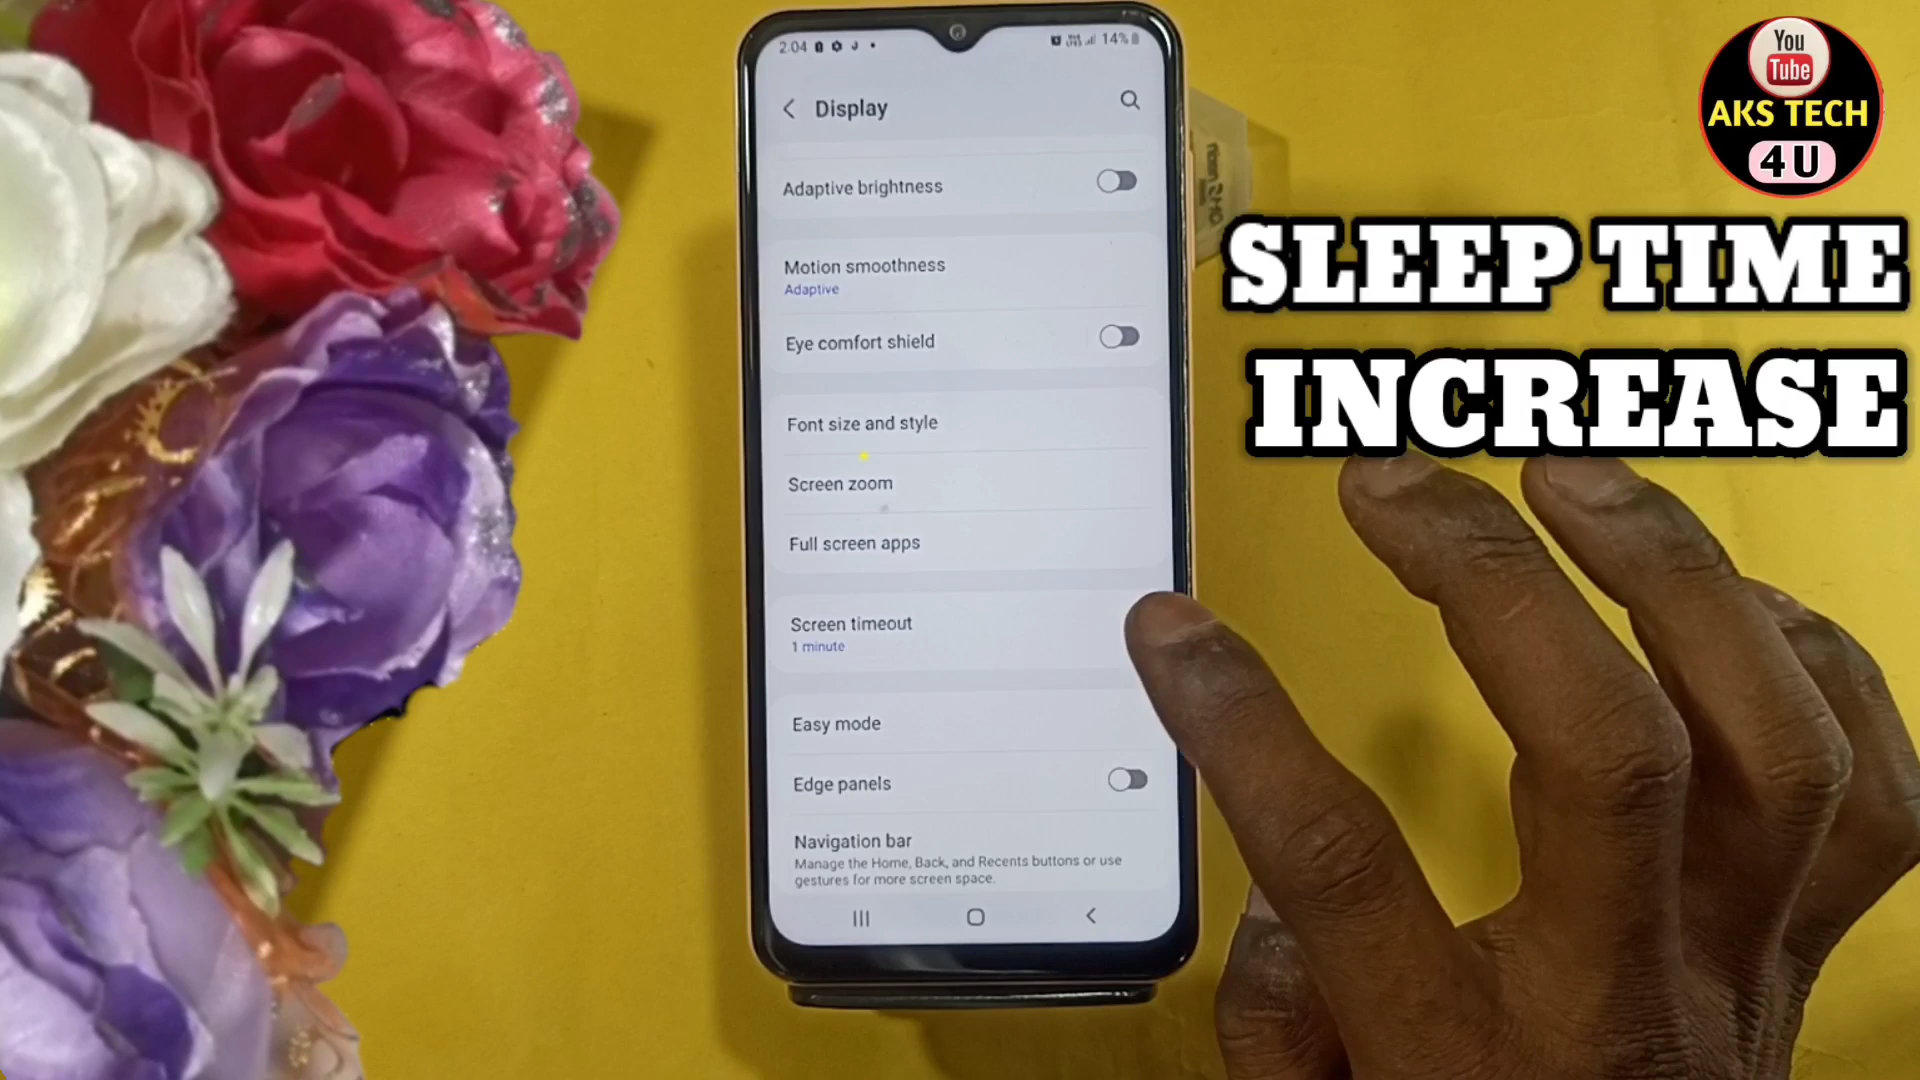 2:04
14%
Display
Adaptive brightness
Motion smoothness
Adaptive
Eye comfort shield
Font size and style
Screen zoom
Full screen apps
Screen timeout
1 minute
Easy mode
Edge panels
Navigation bar
Manage the Home, Back, and Recents buttons or use
gestures for more screen space.
You
Tube
AKS TECH
4 U
SLEEP TIME
INCREASE